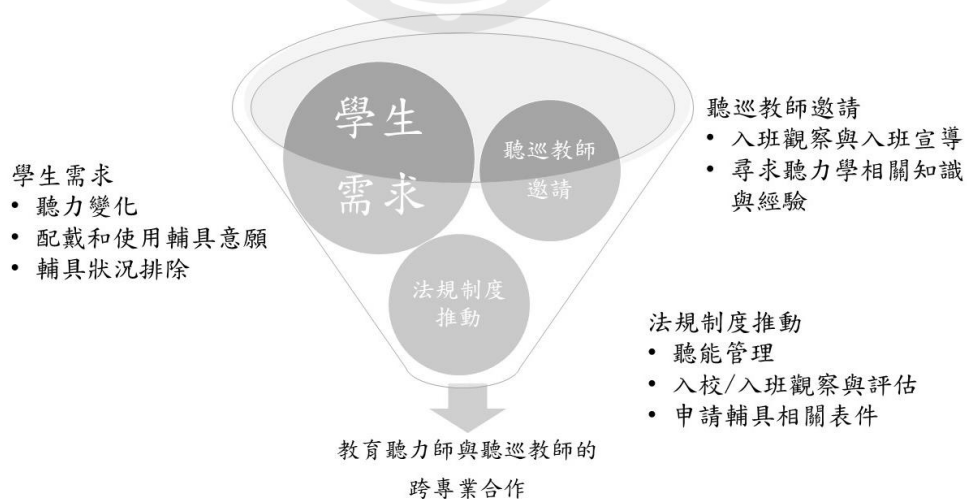 學生
需求
聽巡教師
邀請
法規制度
推動
學生需求
• 聽力變化
• 配戴和使用輔具意願
• 輔具狀況排除
聽巡教師邀請
• 入班觀察與入班宣導
• 尋求聽力學相關知識
與經驗
法規制度推動
• 聽能管理
• 入校/入班觀察與評估
• 申請輔具相關表件
教育聽力師與聽巡教師的
跨專業合作